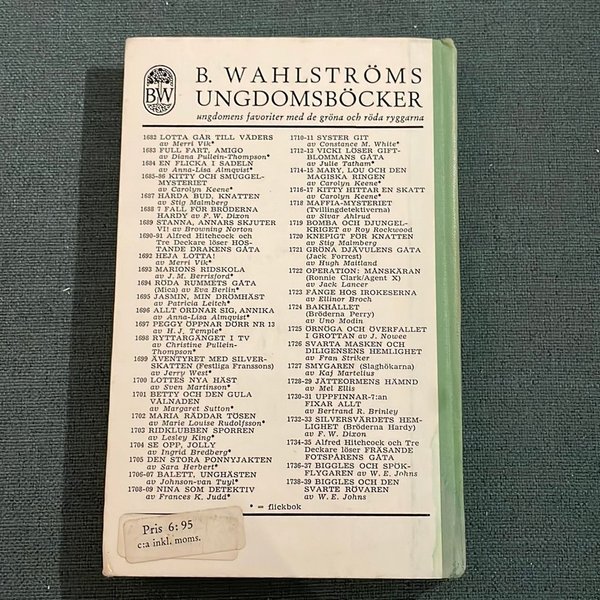 BW
B. WAHLSTRÖMS
UNGDOMSBÖCKER
ungdomens favoriter med de gröna och röda ryggarna
1682 LOTTA GÅR TILL VÄDERS
av Merri Vik*
1683 FULL FART, AMIGO
av Diana Pullein-Thompson*
1684 EN FLICKA I SADELN
av Anna-Lisa Almqvist*
1685-86 KITTY OCH SMUGGEL-
MYSTERIET
av Carolyn Keene*
1687 HÅRDA BUD, KNATTEN
av Stig Malmberg
1688 7 FALL FÖR BRÖDERNA
HARDY av F. W. Dixon
1689 STANNA, ANNARS SKJUTER
VI! av Browning Norton
1690-91 Alfred Hitchcock och
Tre Deckare löser HOS-
TANDE DRAKENS GÅTA
1692 HEJA LOTTA!
av Merri Vik*
1693 MARIONS RIDSKOLA
av J. M. Berrisford*
1694 RÖDA RUMMETS GÅTA
(Mica) av Eva Berlin*
1695 JASMIN, MIN DRÖMHÄST
av Patricia Leitch*
1696 ALLT ORDNAR SIG, ANNIKA
av Anna-Lisa Almqvist*
1697 PEGGY ÖPPNAR DÖRR NR 13
av H. J. Temple*
1698 RYTTARGÄNGET I TV
av Christine Pullein-
Thompson*
1699 ÄVENTYRET MED SILVER-
SKATTEN (Festliga Franssons)
av Jerry West*
1700 LOTTES NYA HÄST
av Sven Martinson*
1701 BETTY OCH DEN GULA
VÅLNADEN
av Margaret Sutton*
1702 MARIA RÄDDAR TÖSEN
av Marie Louise Rudolfsson*
1703 RIDKLUBBEN SPORREN
av Lesley King*
1704 SE OPP, JOLLY
av Ingrid Bredberg*
1705 DEN STORA PONNYJAKTEN
av Sara Herbert*
1706-07 BALETT, UNGHÄSTEN
av Johnson-van Tuyl*
1708-09 NINA SOM DETEKTIV
av Frances K. Judd*
1710-11 SYSTER GIT
av Constance M. White*
1712-13 VICKI LÖSER GIFT-
BLOMMANS GÅTA
av Julie Tatham*
1714-15 MARY, LOU OCH DEN
MAGISKA RINGEN
av Carolyn Keene*
1716-17 KITTY HITTAR EN SKATT
av Carolyn Keene*
1718 MAFFIA-MYSTERIET
(Tvillingdetektiverna)
av Sivar Ahlrud
1719 BOMBA OCH DJUNGEL-
KRIGET av Roy Rockwood
1720 KNEPIGT FÖR KNATTEN
av Stig Malmberg
1721 GRÖNA DJÄVULENS GÅTA
(Jack Forrest)
av Hugh Maitland
1722 OPERATION: MÅNSKÄRAN
(Ronnie Clark/Agent X)
av Jack Lancer
1723 FÅNGE HOS IROKESERNA
av Ellinor Broch
1724 BAKHÅLLET
(Bröderna Perry)
av Uno Modin
1725 ÖRNÖGA OCH ÖVERFALLET
I GROTTAN av J. Nowee
1726 SVARTA MASKEN OCH
DILIGENSENS HEMLIGHET
av Fran Striker
1727 SMYGAREN (Slaghökarna)
av Kaj Martelius
1728-29 JÄTTEORMENS HÄMND
av Mel Ellis
1730-31 UPPFINNAR-7:an
FIXAR ALLT
av Bertrand R. Brinley
1732-33 SILVERSVÄRDETS HEM-
LIGHET (Bröderna Hardy)
av F. W. Dixon
1734-35 Alfred Hitchcock och Tre
Deckare löser FRÄSANDE
FOTSPÅRENS GÅTA
1736-37 BIGGLES OCH SPÖK-
FLYGAREN av W. E. Johns
1738-39 BIGGLES OCH DEN
SVARTE RÖVAREN
av W. E. Johns
* = flickbok
Pris 6:95
c:a inkl. moms.